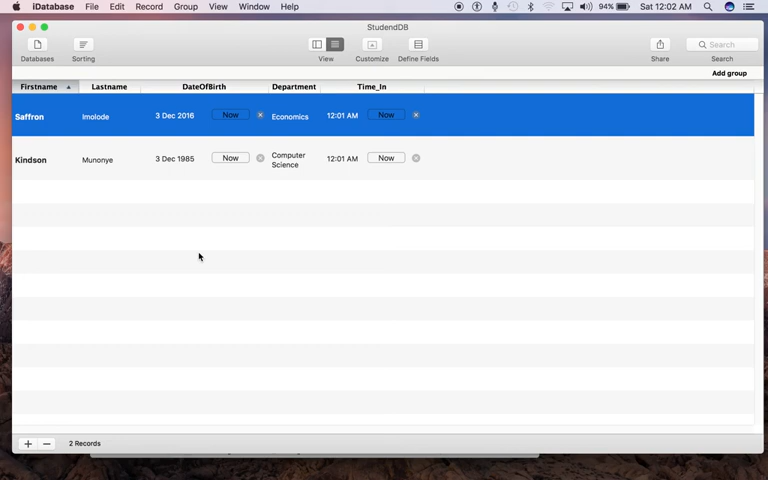 iDatabase File Edit Record Group View Window Help 94% Sat 12:02 AM
StudendDB
Databases Sorting View Customize Define Fields Share Search Search
Add group
Firstname Lastname DateOfBirth Department Time_In
Saffron Imolode 3 Dec 2016 Now Economics 12:01 AM Now
Kindson Munonye 3 Dec 1985 Now Computer Science 12:01 AM Now
2 Records